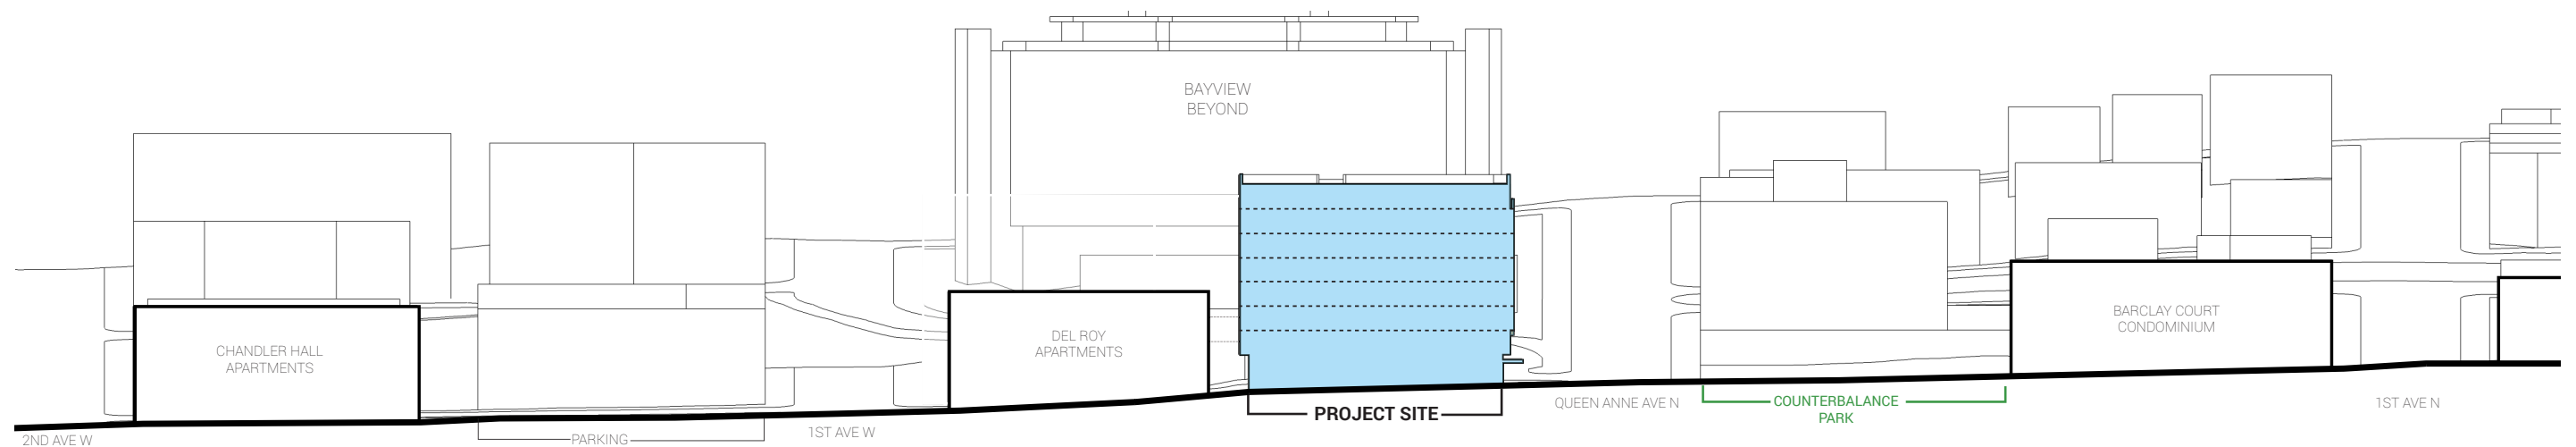 BAYVIEW
BEYOND
CHANDLER HALL
APARTMENTS
DEL ROY
APARTMENTS
BARCLAY COURT
CONDOMINIUM
2ND AVE W
PARKING
1ST AVE W
PROJECT SITE
QUEEN ANNE AVE N
COUNTERBALANCE
PARK
1ST AVE N